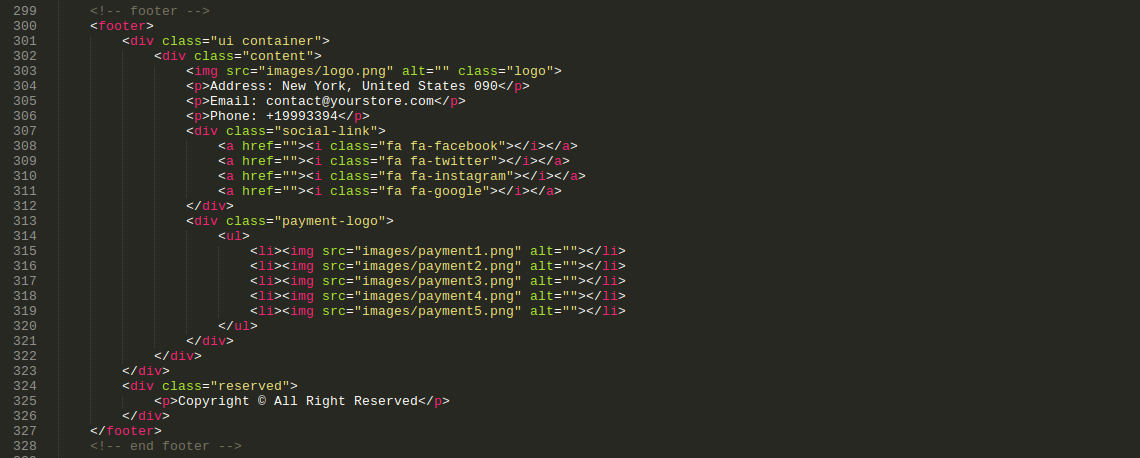 299 <!-- footer -->
300 <footer>
301 <div class="ui container">
302 <div class="content">
303 <img src="images/logo.png" alt="" class="logo">
304 <p>Address: New York, United States 090</p>
305 <p>Email: contact@yourstore.com</p>
306 <p>Phone: +19993394</p>
307 <div class="social-link">
308 <a href=""><i class="fa fa-facebook"></i></a>
309 <a href=""><i class="fa fa-twitter"></i></a>
310 <a href=""><i class="fa fa-instagram"></i></a>
311 <a href=""><i class="fa fa-google"></i></a>
312 </div>
313 <div class="payment-logo">
314 <ul>
315 <li><img src="images/payment1.png" alt=""></li>
316 <li><img src="images/payment2.png" alt=""></li>
317 <li><img src="images/payment3.png" alt=""></li>
318 <li><img src="images/payment4.png" alt=""></li>
319 <li><img src="images/payment5.png" alt=""></li>
320 </ul>
321 </div>
322 </div>
323 </div>
324 <div class="reserved">
325 <p>Copyright © All Right Reserved</p>
326 </div>
327 </footer>
328 <!-- end footer -->